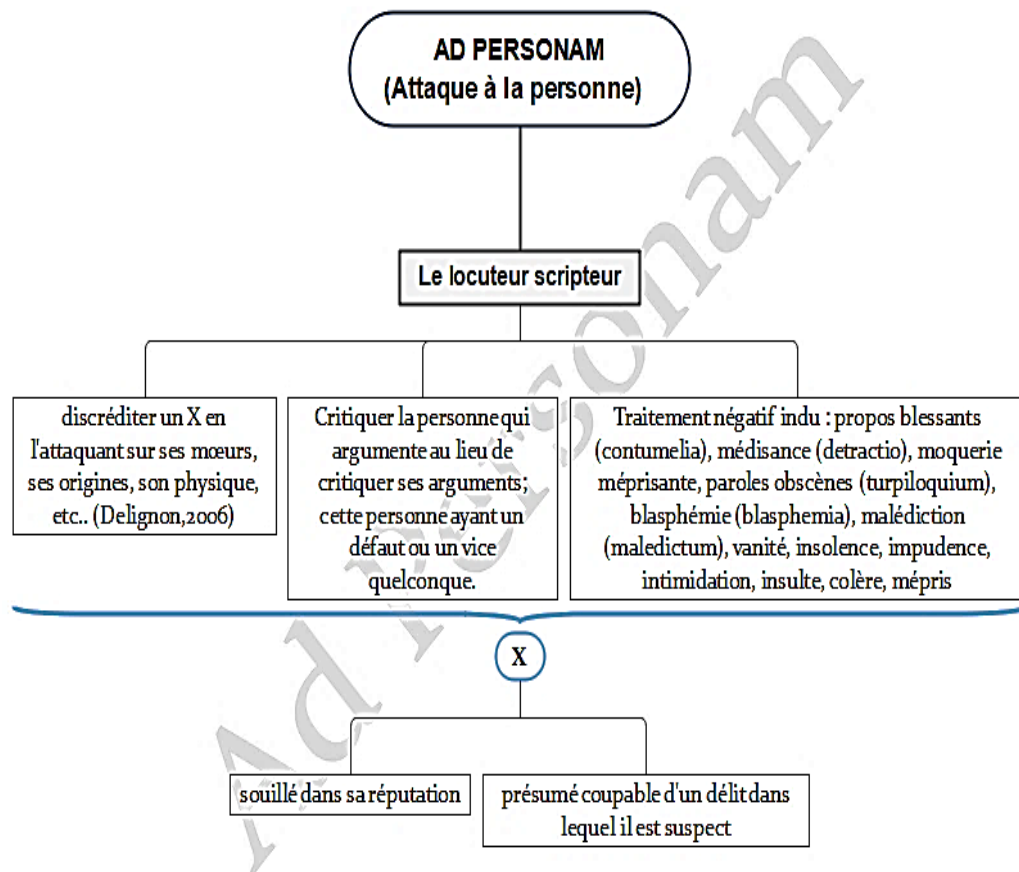 AD PERSONAM
(Attaque à la personne)
Le locuteur scripteur
discréditer un X en
l'attaquant sur ses mœurs,
ses origines, son physique,
etc.. (Delignon,2006)
Critiquer la personne qui
argumente au lieu de
critiquer ses arguments;
cette personne ayant un
défaut ou un vice
quelconque.
Traitement négatif indu : propos blessants
(contumelia), médisance (detractio), moquerie
méprisante, paroles obscènes (turpiloquium),
blasphémie (blasphemia), malédiction
(maledictum), vanité, insolence, impudence,
intimidation, insulte, colère, mépris
X
souillé dans sa réputation
présumé coupable d'un délit dans
lequel il est suspect
Ad Personam